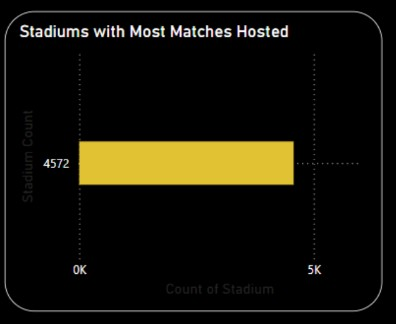 Stadiums with Most Matches Hosted
Stadium Count
4572
0K
5K
Count of Stadium